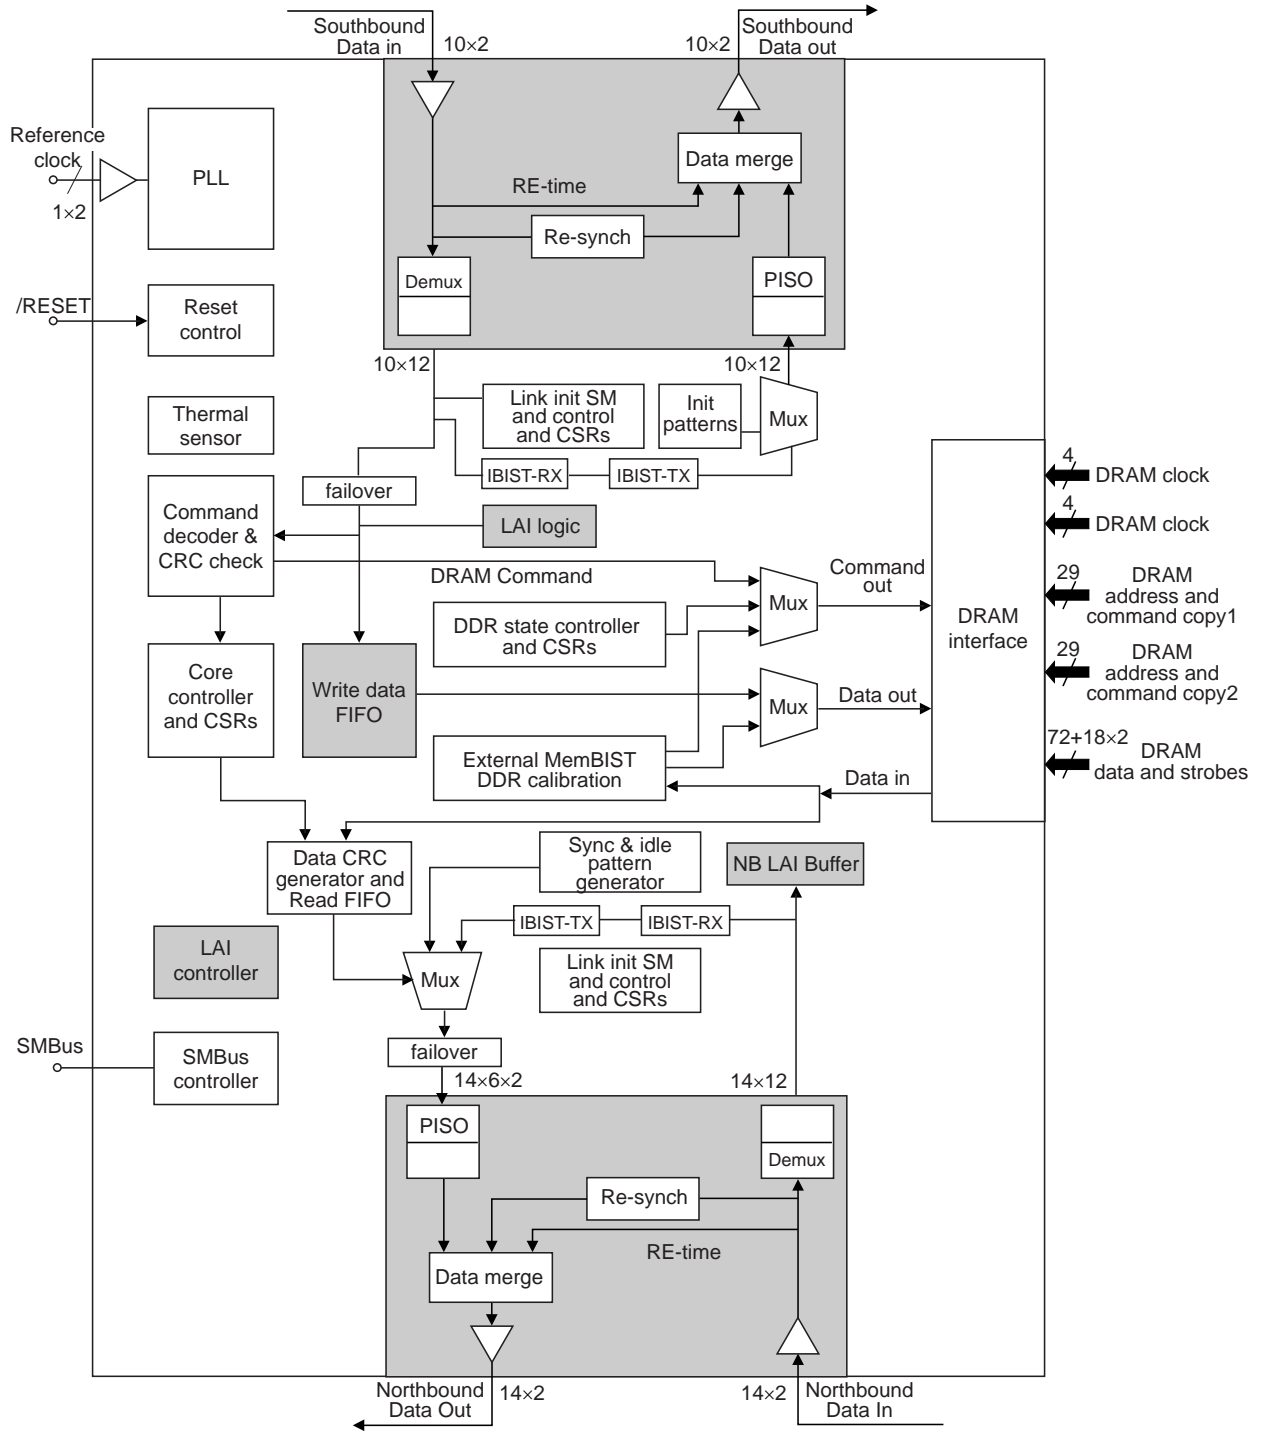 Southbound
Data in
10×2
10×2
Southbound
Data out
Reference
clock
1×2
PLL
Data merge
RE-time
Re-synch
Demux
PISO
/RESET
Reset
control
10×12
10×12
Thermal
sensor
Link init SM
and control
and CSRs
Init
patterns
Mux
IBIST-RX
IBIST-TX
failover
4
DRAM clock
Command
decoder &
CRC check
LAI logic
4
DRAM clock
DRAM Command
Mux
Command
out
29
DRAM
address and
command copy1
DDR state controller
and CSRs
DRAM
interface
Core
controller
and CSRs
Write data
FIFO
Mux
Data out
29
DRAM
address and
command copy2
External MemBIST
DDR calibration
Data in
72+18×2
DRAM
data and strobes
Data CRC
generator and
Read FIFO
Sync & idle
pattern
generator
NB LAI Buffer
IBIST-TX
IBIST-RX
LAI
controller
Mux
Link init SM
and control
and CSRs
SMBus
SMBus
controller
failover
14×6×2
14×12
PISO
Demux
Re-synch
RE-time
Data merge
Northbound
Data Out
14×2
14×2
Northbound
Data In